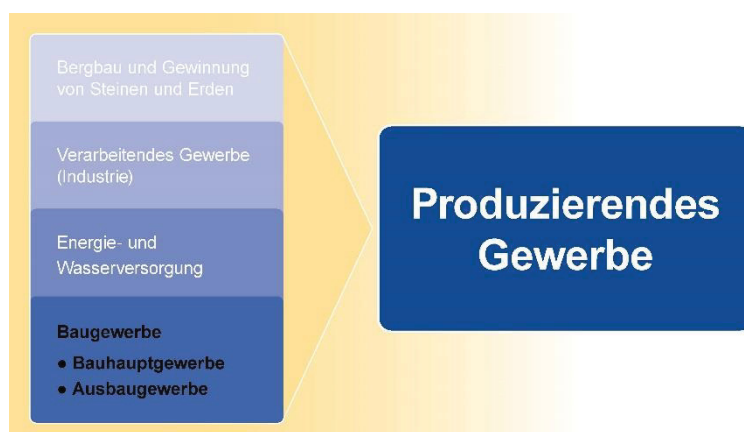 Bergbau und Gewinnung
von Steinen und Erden
Verarbeitendes Gewerbe
(Industrie)
Energie- und
Wasserversorgung
Baugewerbe
● Bauhauptgewerbe
● Ausbaugewerbe
Produzierendes
Gewerbe